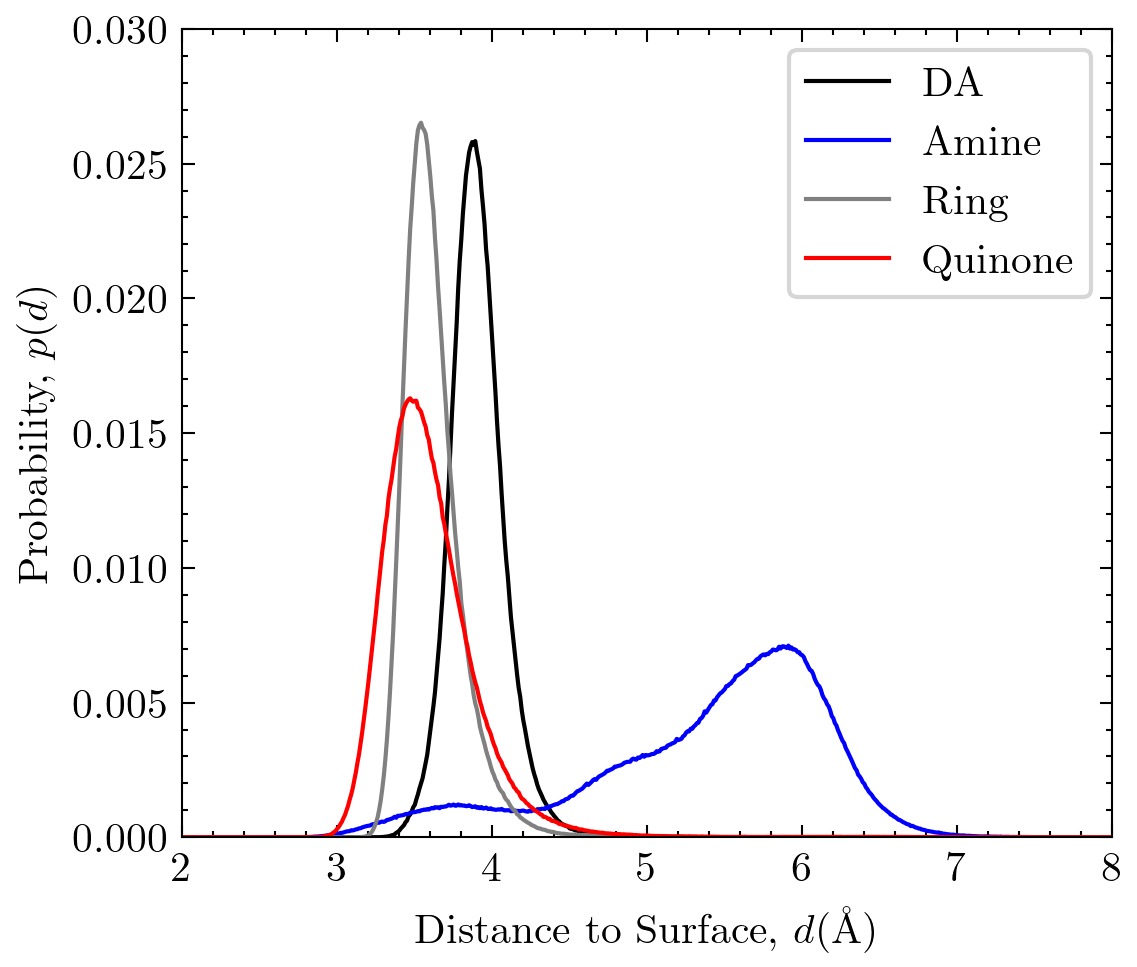 0.030
0.025
0.020
0.015
0.010
0.005
0.000
Probability, p(d)
DA
Amine
Ring
Quinone
2 3 4 5 6 7 8
Distance to Surface, d(Å)